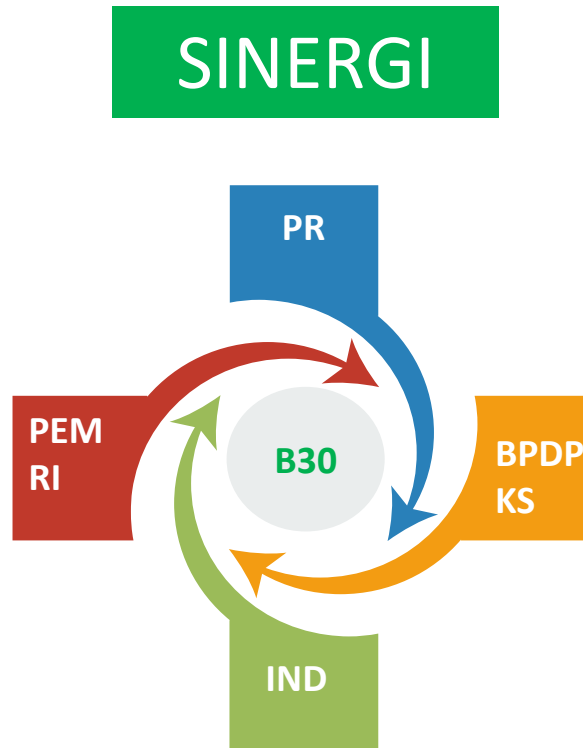 SINERGI
PR
PEM
RI
B30
BPDP
KS
IND